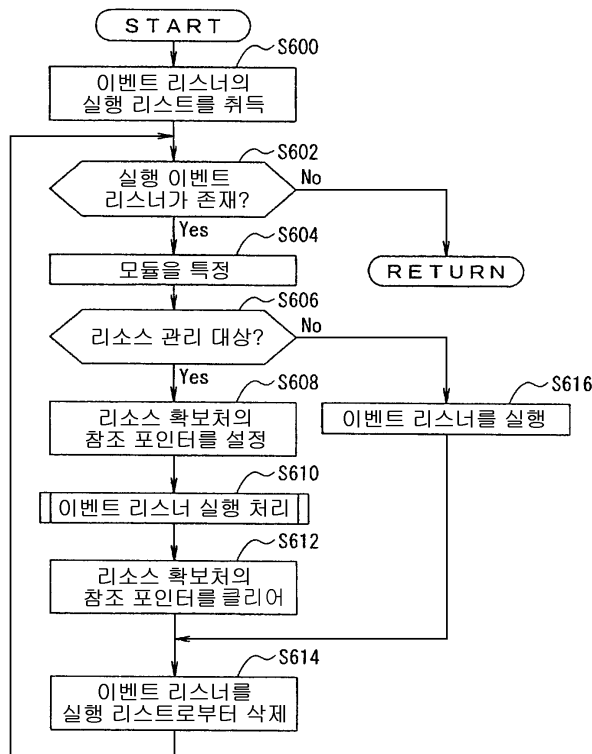 START
S600
이벤트 리스너의
실행 리스트를 취득
S602
실행 이벤트
리스너가 존재?
No
Yes
S604
모듈을 특정
RETURN
S606
리소스 관리 대상?
No
Yes
S608
리소스 확보처의
참조 포인터를 설정
S616
이벤트 리스너를 실행
S610
이벤트 리스너 실행 처리
S612
리소스 확보처의
참조 포인터를 클리어
S614
이벤트 리스너를
실행 리스트로부터 삭제